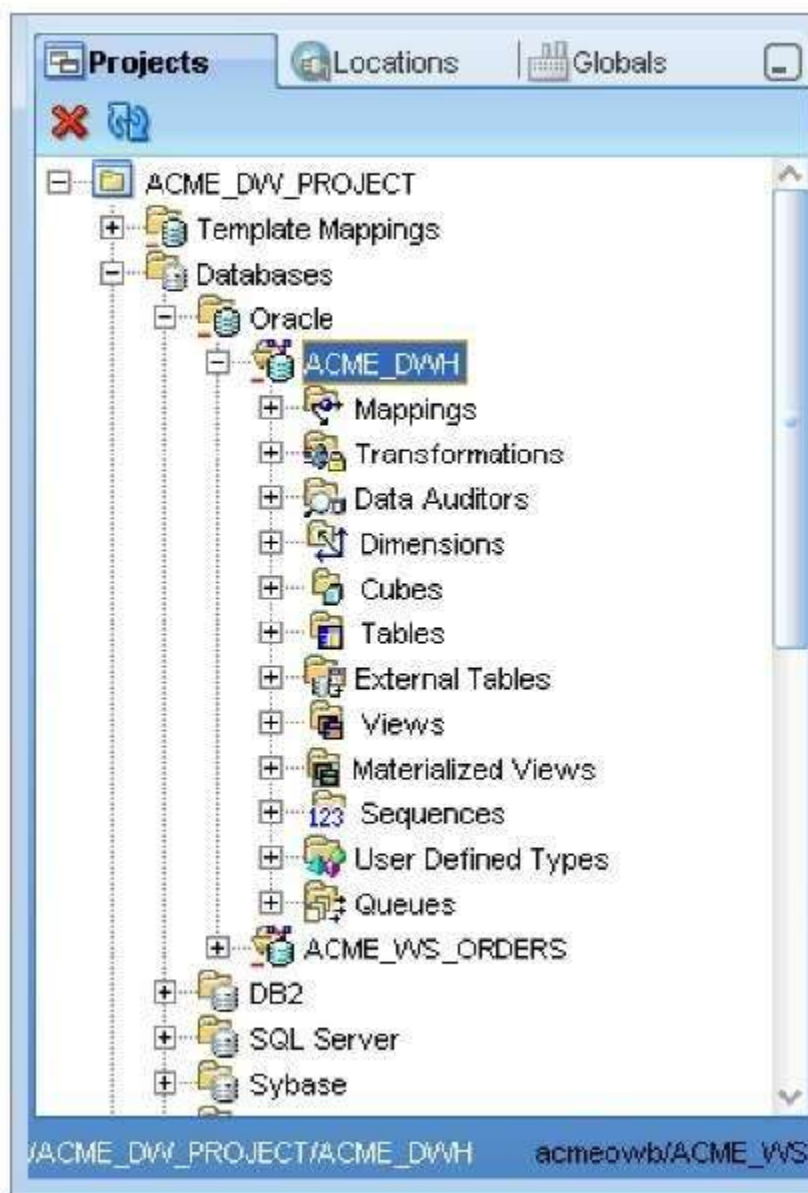 Projects Locations Globals
ACME_DW_PROJECT
Template Mappings
Databases
Oracle
ACME_DWH
Mappings
Transformations
Data Auditors
Dimensions
Cubes
Tables
External Tables
Views
Materialized Views
123 Sequences
User Defined Types
Queues
ACME_WS_ORDERS
DB2
SQL Server
Sybase
/ACME_DW_PROJECT/ACME_DWH acmeowb/ACME_WS